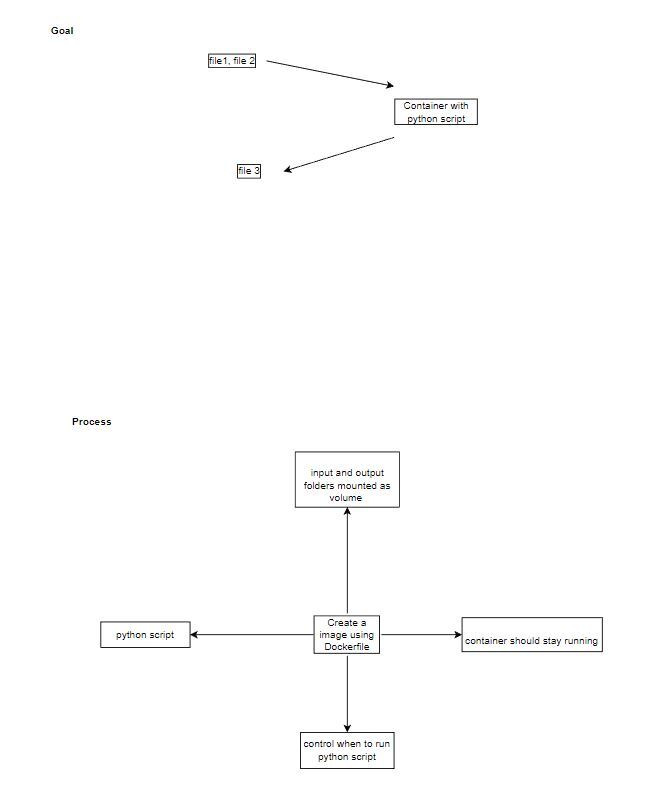 Goal
file1, file 2
Container with
python script
file 3
Process
input and output
folders mounted as
volume
Create a
image using
Dockerfile
python script
container should stay running
control when to run
python script